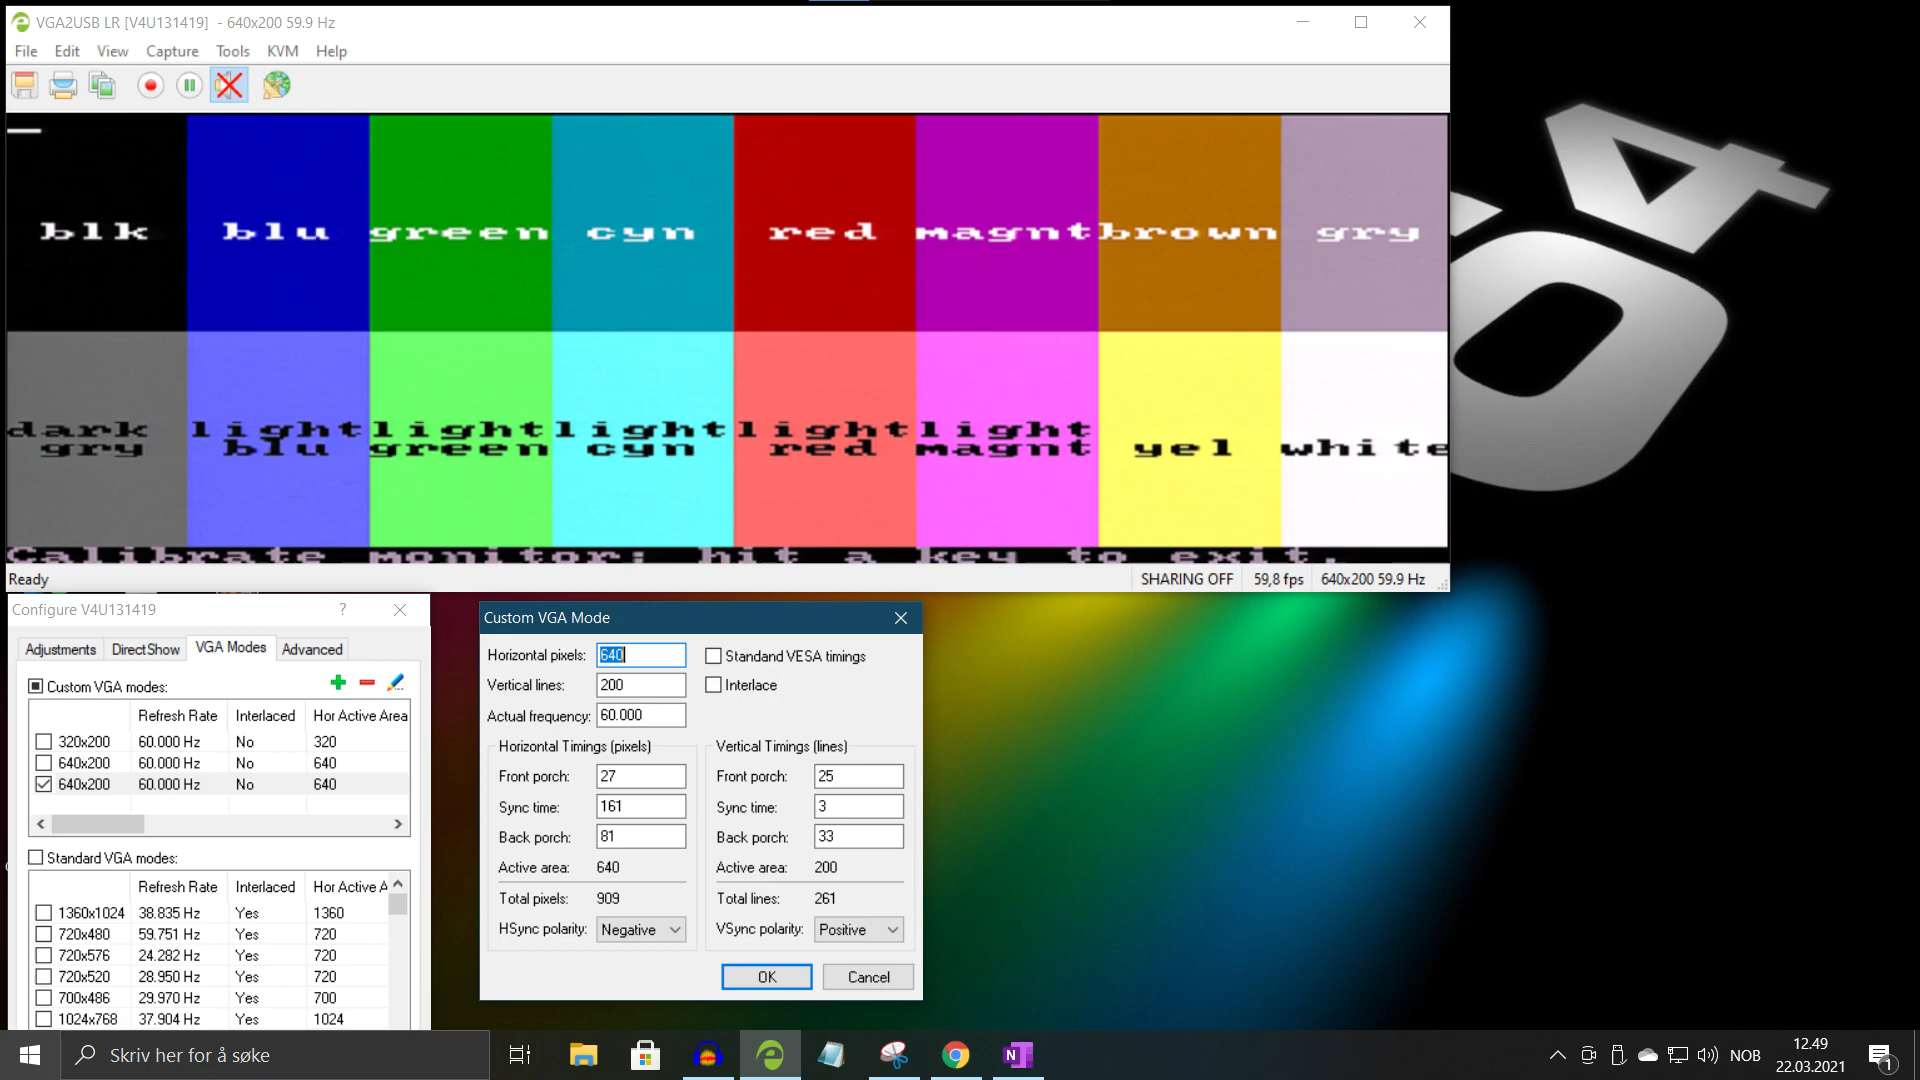 VGA2USB LR [V4U131419] - 640x200 59.9 Hz
File Edit View Capture Tools KVM Help
blk blu green cyn red magnt brown gry
dark light light light light light
gry blu green cyn red magnt yel white
Calibrate monitor: hit a key to exit.
Ready SHARING OFF 59,8 fps 640x200 59.9 Hz
Configure V4U131419 ?
Adjustments DirectShow VGA Modes Advanced
Custom VGA modes:
Refresh Rate Interlaced Hor Active Area
320x200 60.000 Hz No 320
640x200 60.000 Hz No 640
640x200 60.000 Hz No 640
Standard VGA modes:
Refresh Rate Interlaced Hor Active A
1360x1024 38.835 Hz Yes 1360
720x480 59.751 Hz Yes 720
720x576 24.282 Hz Yes 720
720x520 28.950 Hz Yes 720
700x486 29.970 Hz Yes 700
1024x768 37.904 Hz Yes 1024
Custom VGA Mode
Horizontal pixels: 640 Standand VESA timings
Vertical lines: 200 Interlace
Actual frequency: 60.000
Horizontal Timings (pixels)
Front porch: 27
Sync time: 161
Back porch: 81
Active area: 640
Total pixels: 909
HSync polarity: Negative
Vertical Timings (lines)
Front porch: 25
Sync time: 3
Back porch: 33
Active area: 200
Total lines: 261
VSync polarity: Positive
OK Cancel
40
Skriv her for å søke
N
NOB
12.49
22.03.2021
1